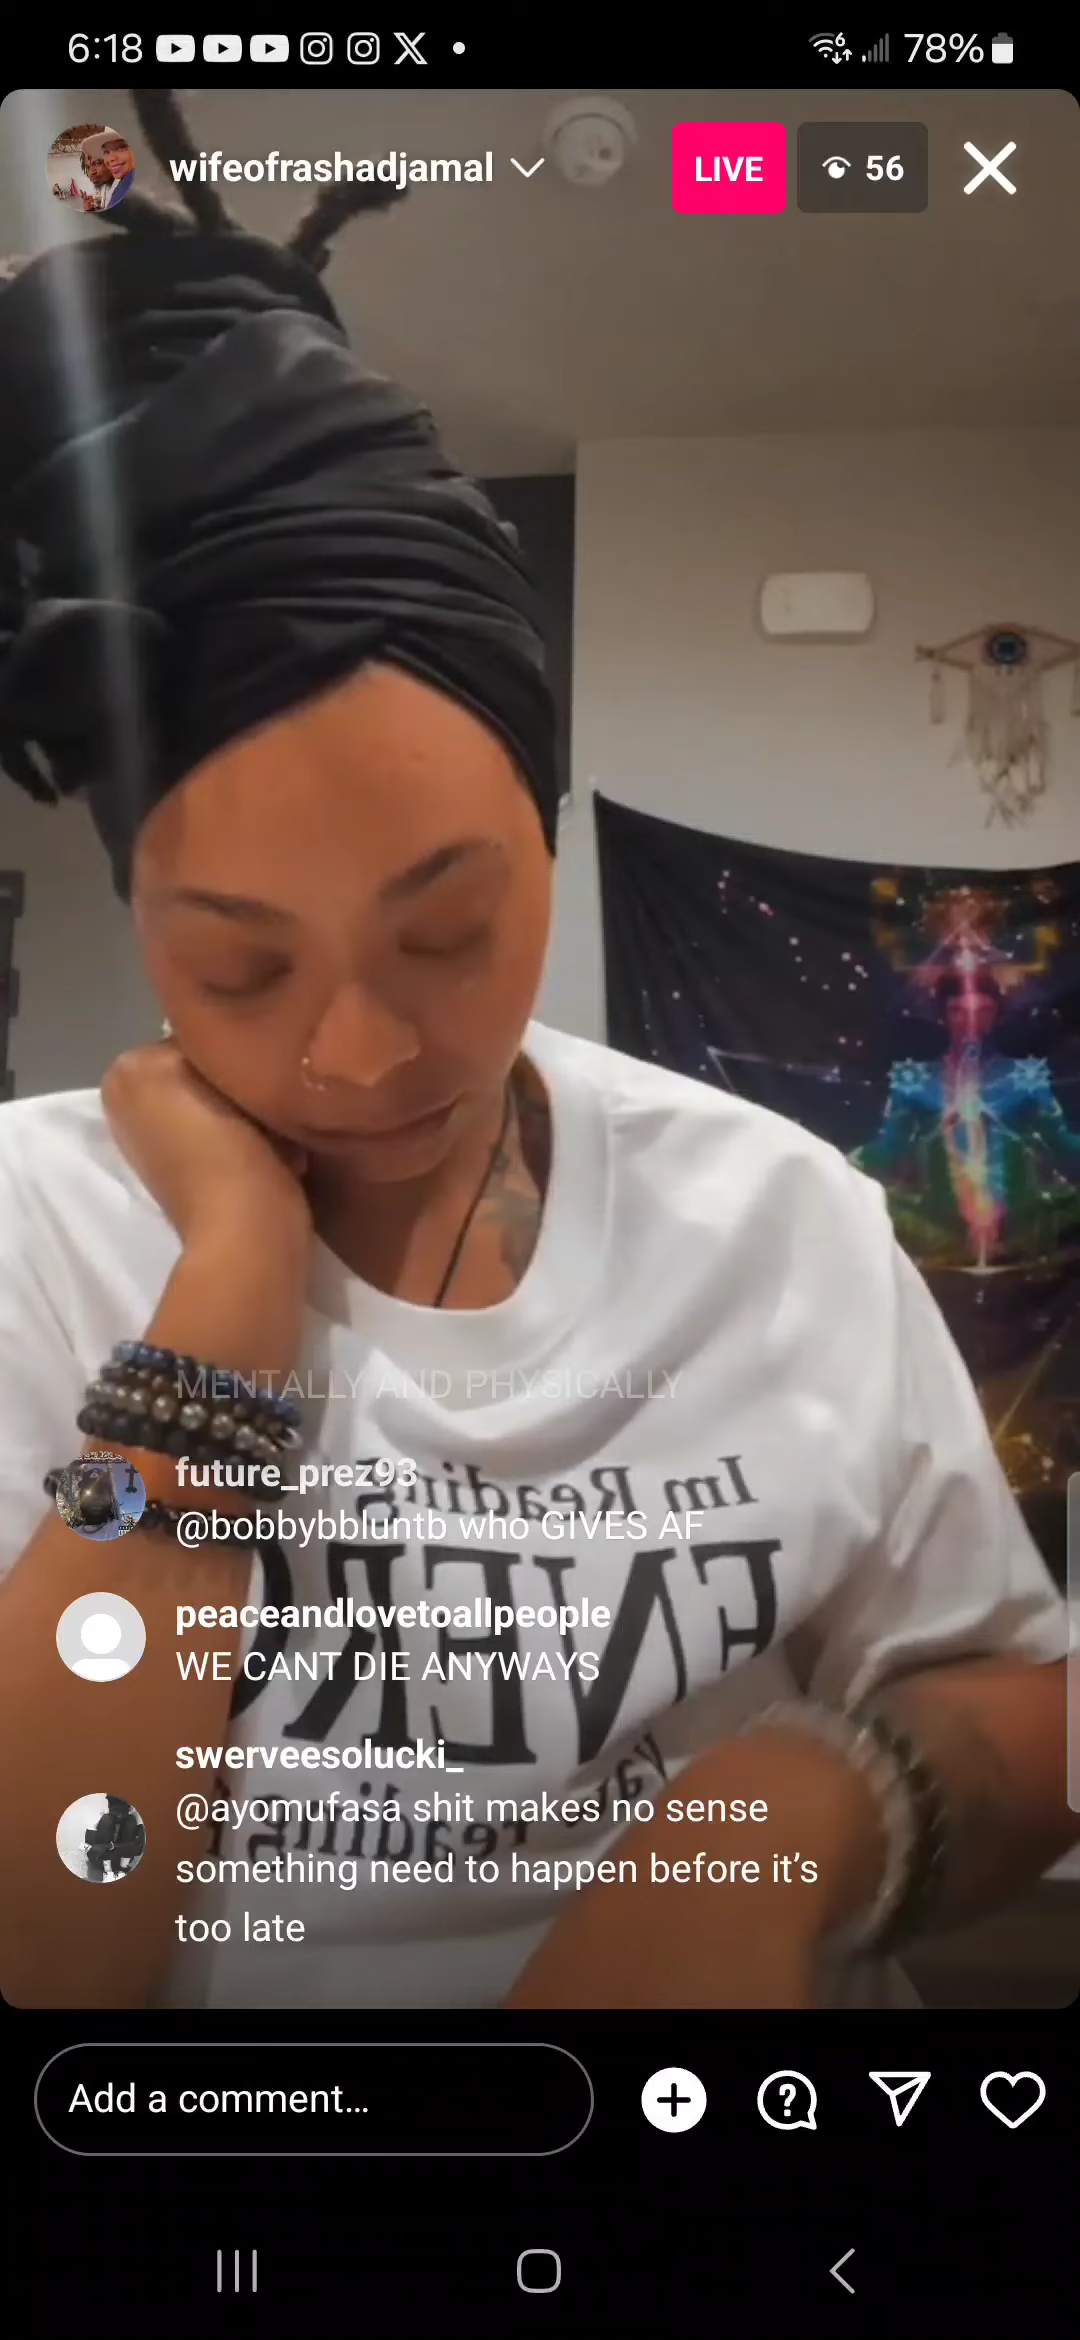 6:18
78%
wifeofrashadjamal
LIVE
56
MENTALLY AND PHYSICALLY
future_prez93
Im Reading
@bobbybbluntb who GIVES AF
peaceandlovetoallpeople
WE CANT DIE ANYWAYS
swerveesolucki_
@ayomufasa shit makes no sense
something need to happen before it's
too late
Add a comment...